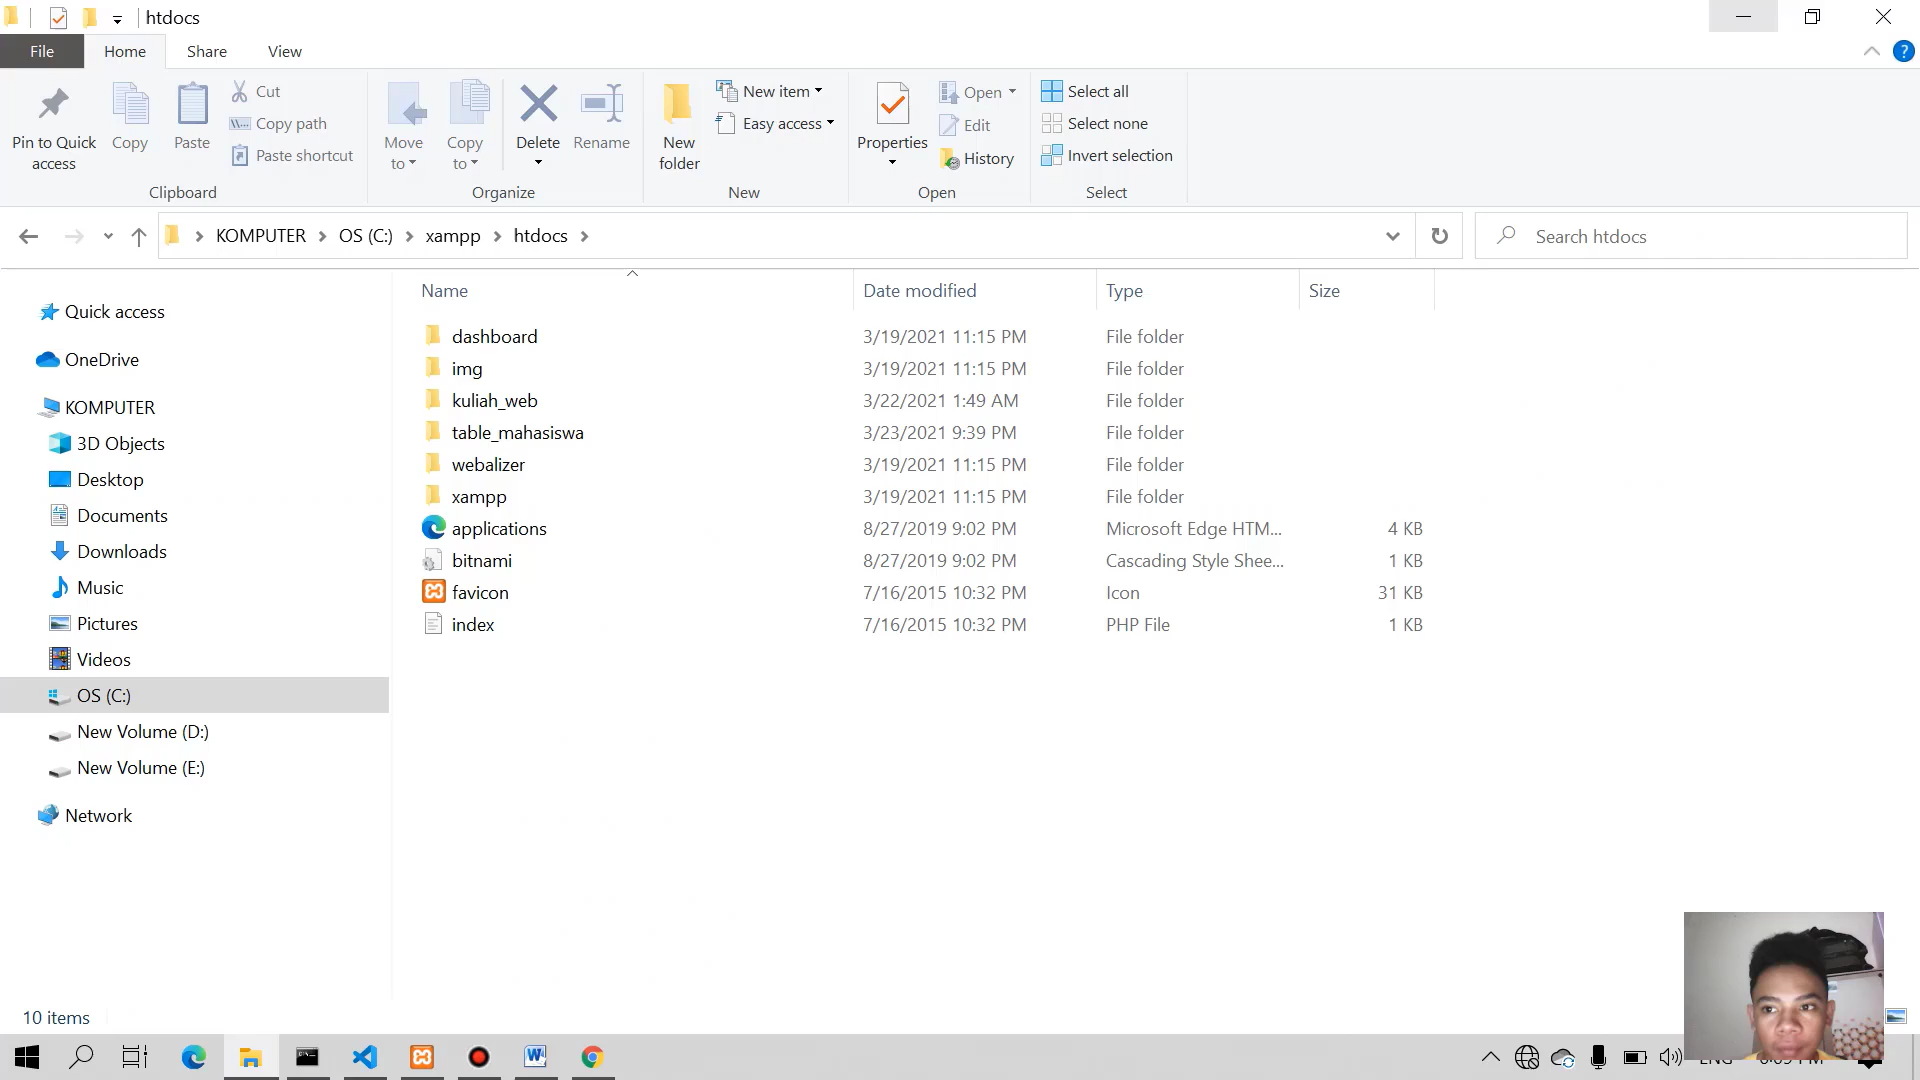 htdocs
File Home Share View
Pin to Quick access
Copy
Paste
Cut
Copy path
Paste shortcut
Clipboard
Move to
Copy to
Delete
Rename
Organize
New folder
New item
Easy access
New
Properties
Open
Edit
History
Open
Select all
Select none
Invert selection
Select
KOMPUTER > OS (C:) > xampp > htdocs >
Search htdocs
Quick access
OneDrive
KOMPUTER
3D Objects
Desktop
Documents
Downloads
Music
Pictures
Videos
OS (C:)
New Volume (D:)
New Volume (E:)
Network
Name Date modified Type Size
dashboard 3/19/2021 11:15 PM File folder
img 3/19/2021 11:15 PM File folder
kuliah_web 3/22/2021 1:49 AM File folder
table_mahasiswa 3/23/2021 9:39 PM File folder
webalizer 3/19/2021 11:15 PM File folder
xampp 3/19/2021 11:15 PM File folder
applications 8/27/2019 9:02 PM Microsoft Edge HTM... 4 KB
bitnami 8/27/2019 9:02 PM Cascading Style Shee... 1 KB
favicon 7/16/2015 10:32 PM Icon 31 KB
index 7/16/2015 10:32 PM PHP File 1 KB
10 items